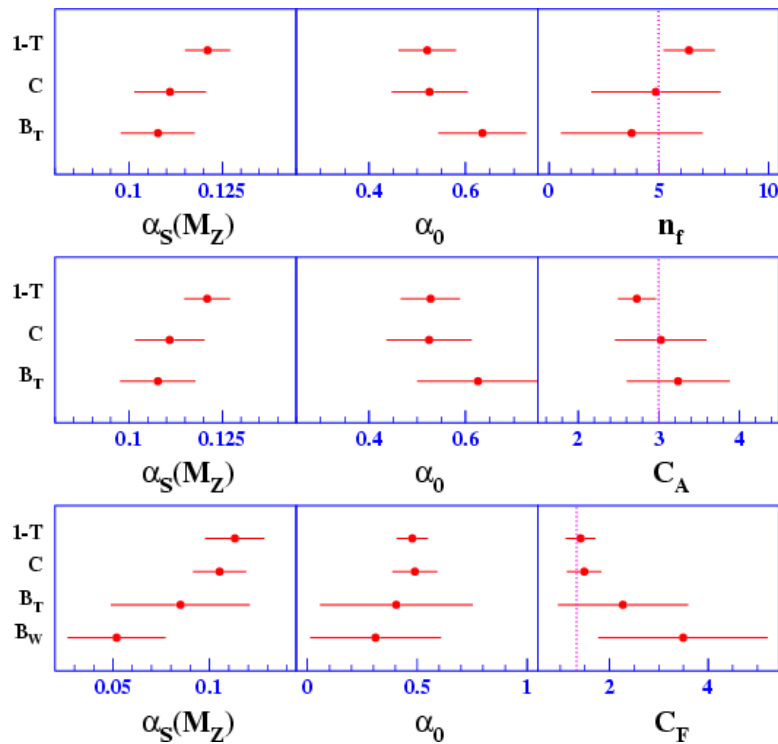 1-T
C
B_T
0.1 0.125 0.4 0.6 0 5 10
α_S(M_Z) α_0 n_f
1-T
C
B_T
0.1 0.125 0.4 0.6 2 3 4
α_S(M_Z) α_0 C_A
1-T
C
B_T
B_W
0.05 0.1 0 0.5 1 2 4
α_S(M_Z) α_0 C_F